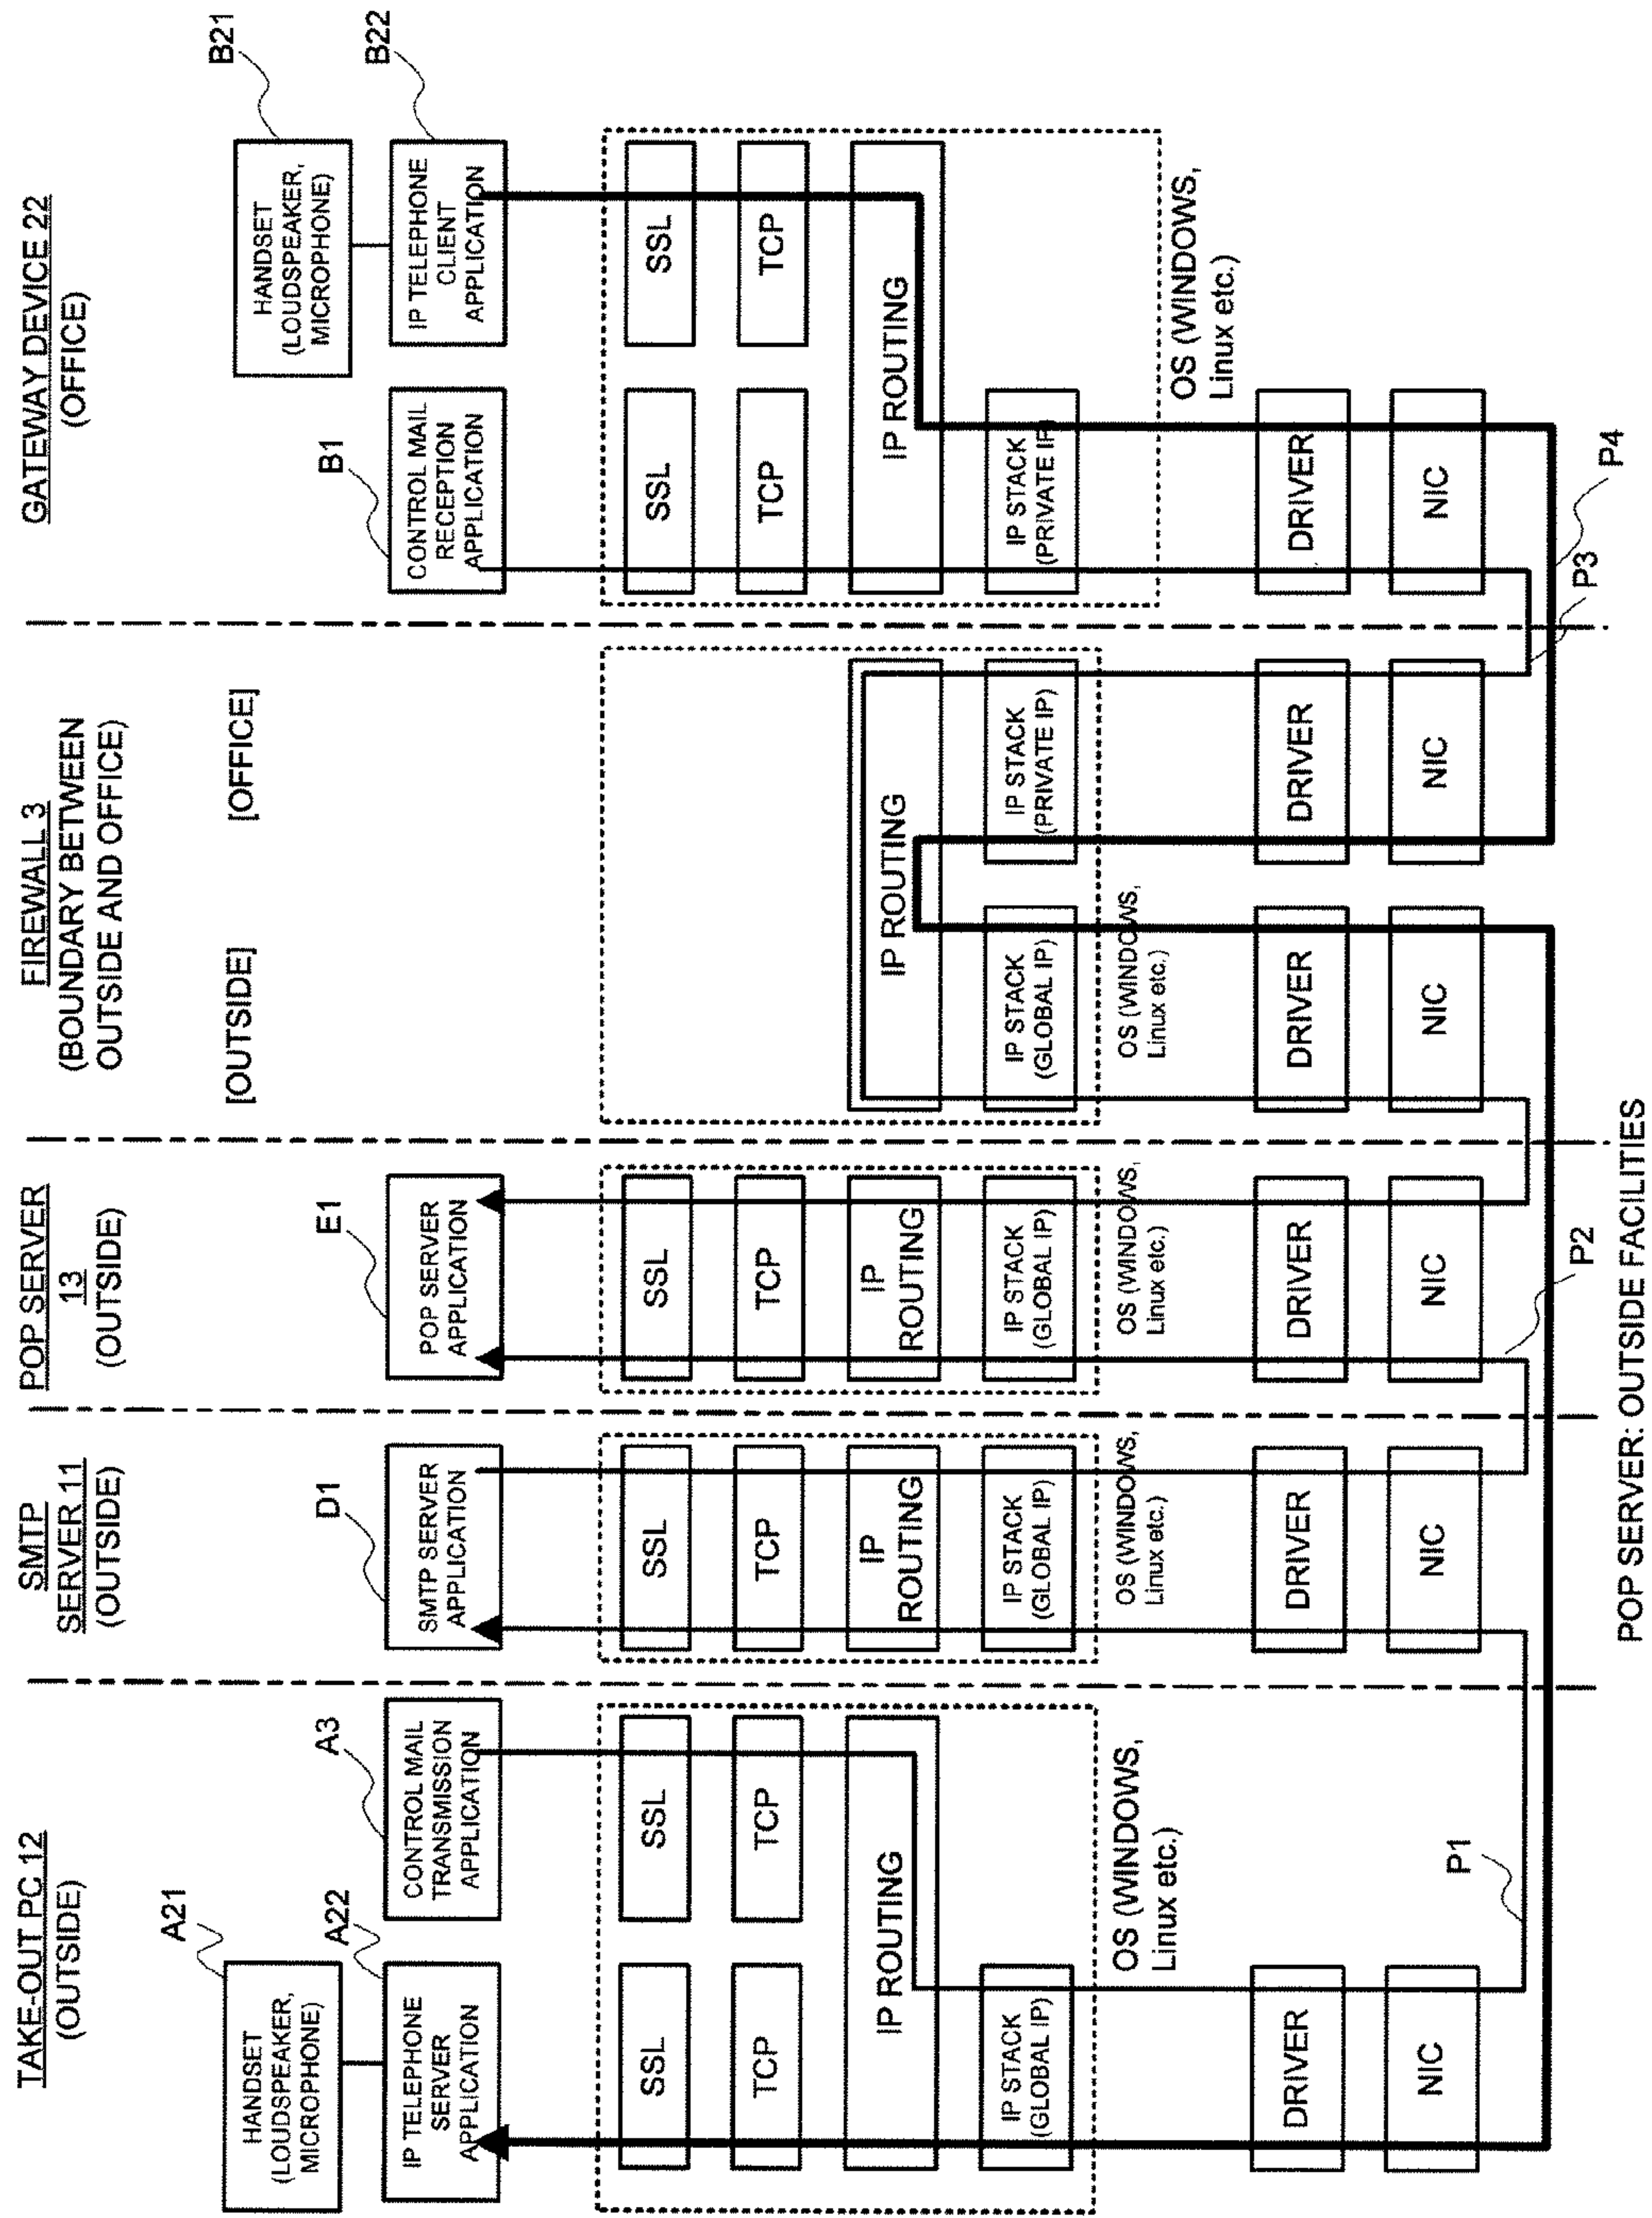 TAKE-OUT PC 12
(OUTSIDE)
A21
HANDSET
(LOUDSPEAKER,
MICROPHONE)
A22
IP TELEPHONE
SERVER
APPLICATION
A3
CONTROL MAIL
TRANSMISSION
APPLICATION
SSL
SSL
TCP
TCP
IP ROUTING
IP STACK
(GLOBAL IP)
OS (WINDOWS,
Linux etc.)
DRIVER
NIC
P1
SMTP
SERVER 11
(OUTSIDE)
D1
SMTP SERVER
APPLICATION
SSL
TCP
IP
ROUTING
IP STACK
(GLOBAL IP)
OS (WINDOWS,
Linux etc.)
DRIVER
NIC
POP SERVER
13
(OUTSIDE)
E1
POP SERVER
APPLICATION
SSL
TCP
IP
ROUTING
IP STACK
(GLOBAL IP)
OS (WINDOWS,
Linux etc.)
DRIVER
NIC
P2
FIREWALL 3
(BOUNDARY BETWEEN
OUTSIDE AND OFFICE)
[OUTSIDE]
[OFFICE]
IP ROUTING
IP STACK
(GLOBAL IP)
IP STACK
(PRIVATE IP)
OS (WINDOWS,
Linux etc.)
DRIVER
DRIVER
NIC
NIC
GATEWAY DEVICE 22
(OFFICE)
B21
HANDSET
(LOUDSPEAKER,
MICROPHONE)
B22
B1
CONTROL MAIL
RECEPTION
APPLICATION
IP TELEPHONE
CLIENT
APPLICATION
SSL
SSL
TCP
TCP
IP ROUTING
IP STACK
(PRIVATE IP)
OS (WINDOWS,
Linux etc.)
DRIVER
NIC
P3
P4
POP SERVER: OUTSIDE FACILITIES